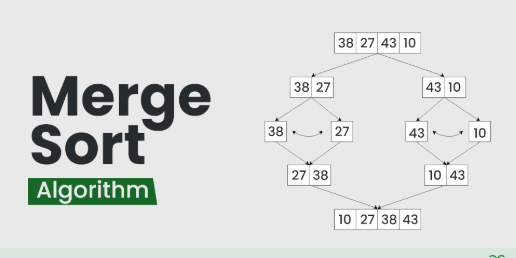 Merge
Sort
Algorithm
38 27 43 10
38 27
43 10
38
27
43
10
27 38
10 43
10 27 38 43